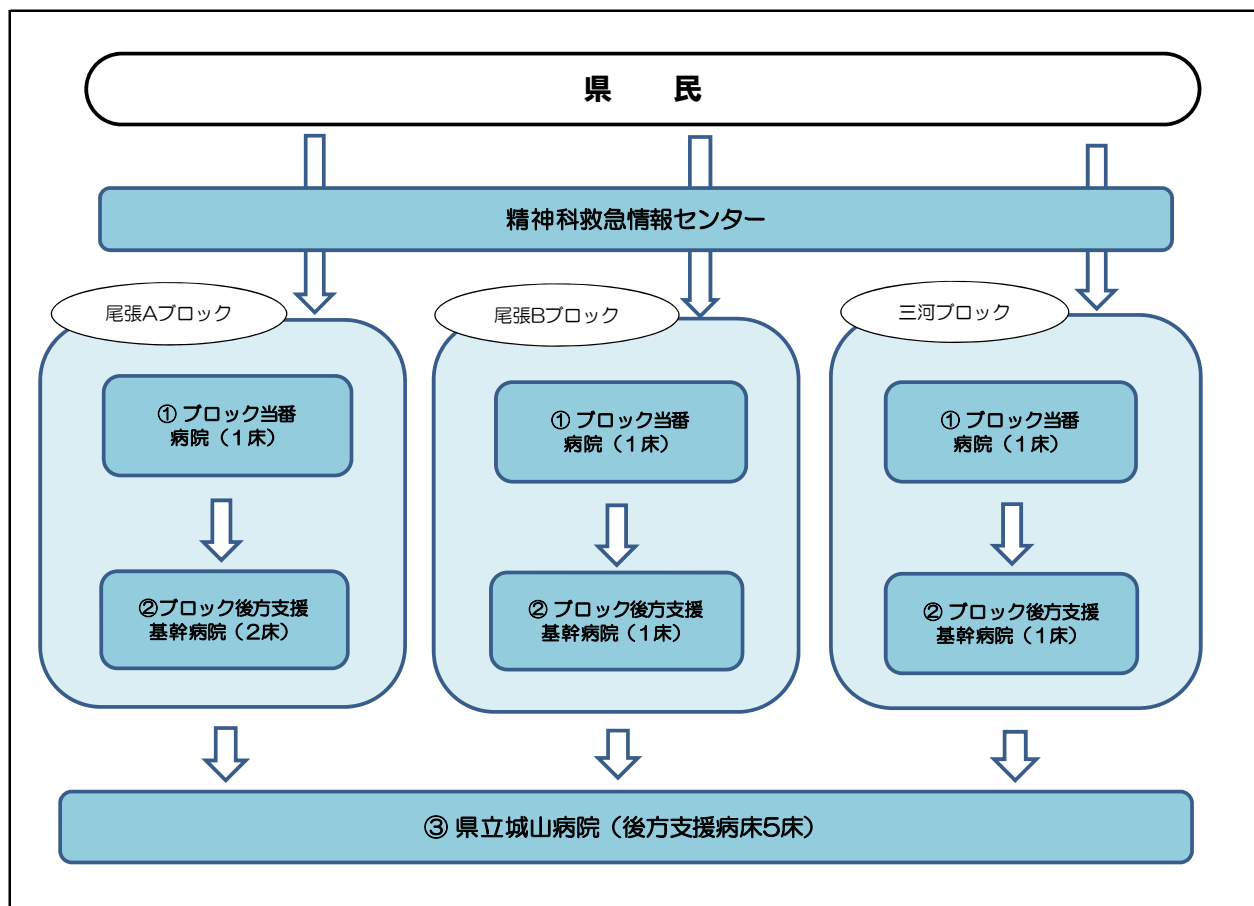 県　　民
精神科救急情報センター
尾張Aブロック
尾張Bブロック
三河ブロック
① ブロック当番
病院（１床）
① ブロック当番
病院（１床）
① ブロック当番
病院（１床）
②ブロック後方支援
基幹病院（２床）
② ブロック後方支援
基幹病院（１床）
② ブロック後方支援
基幹病院（１床）
③ 県立城山病院（後方支援病床5床）